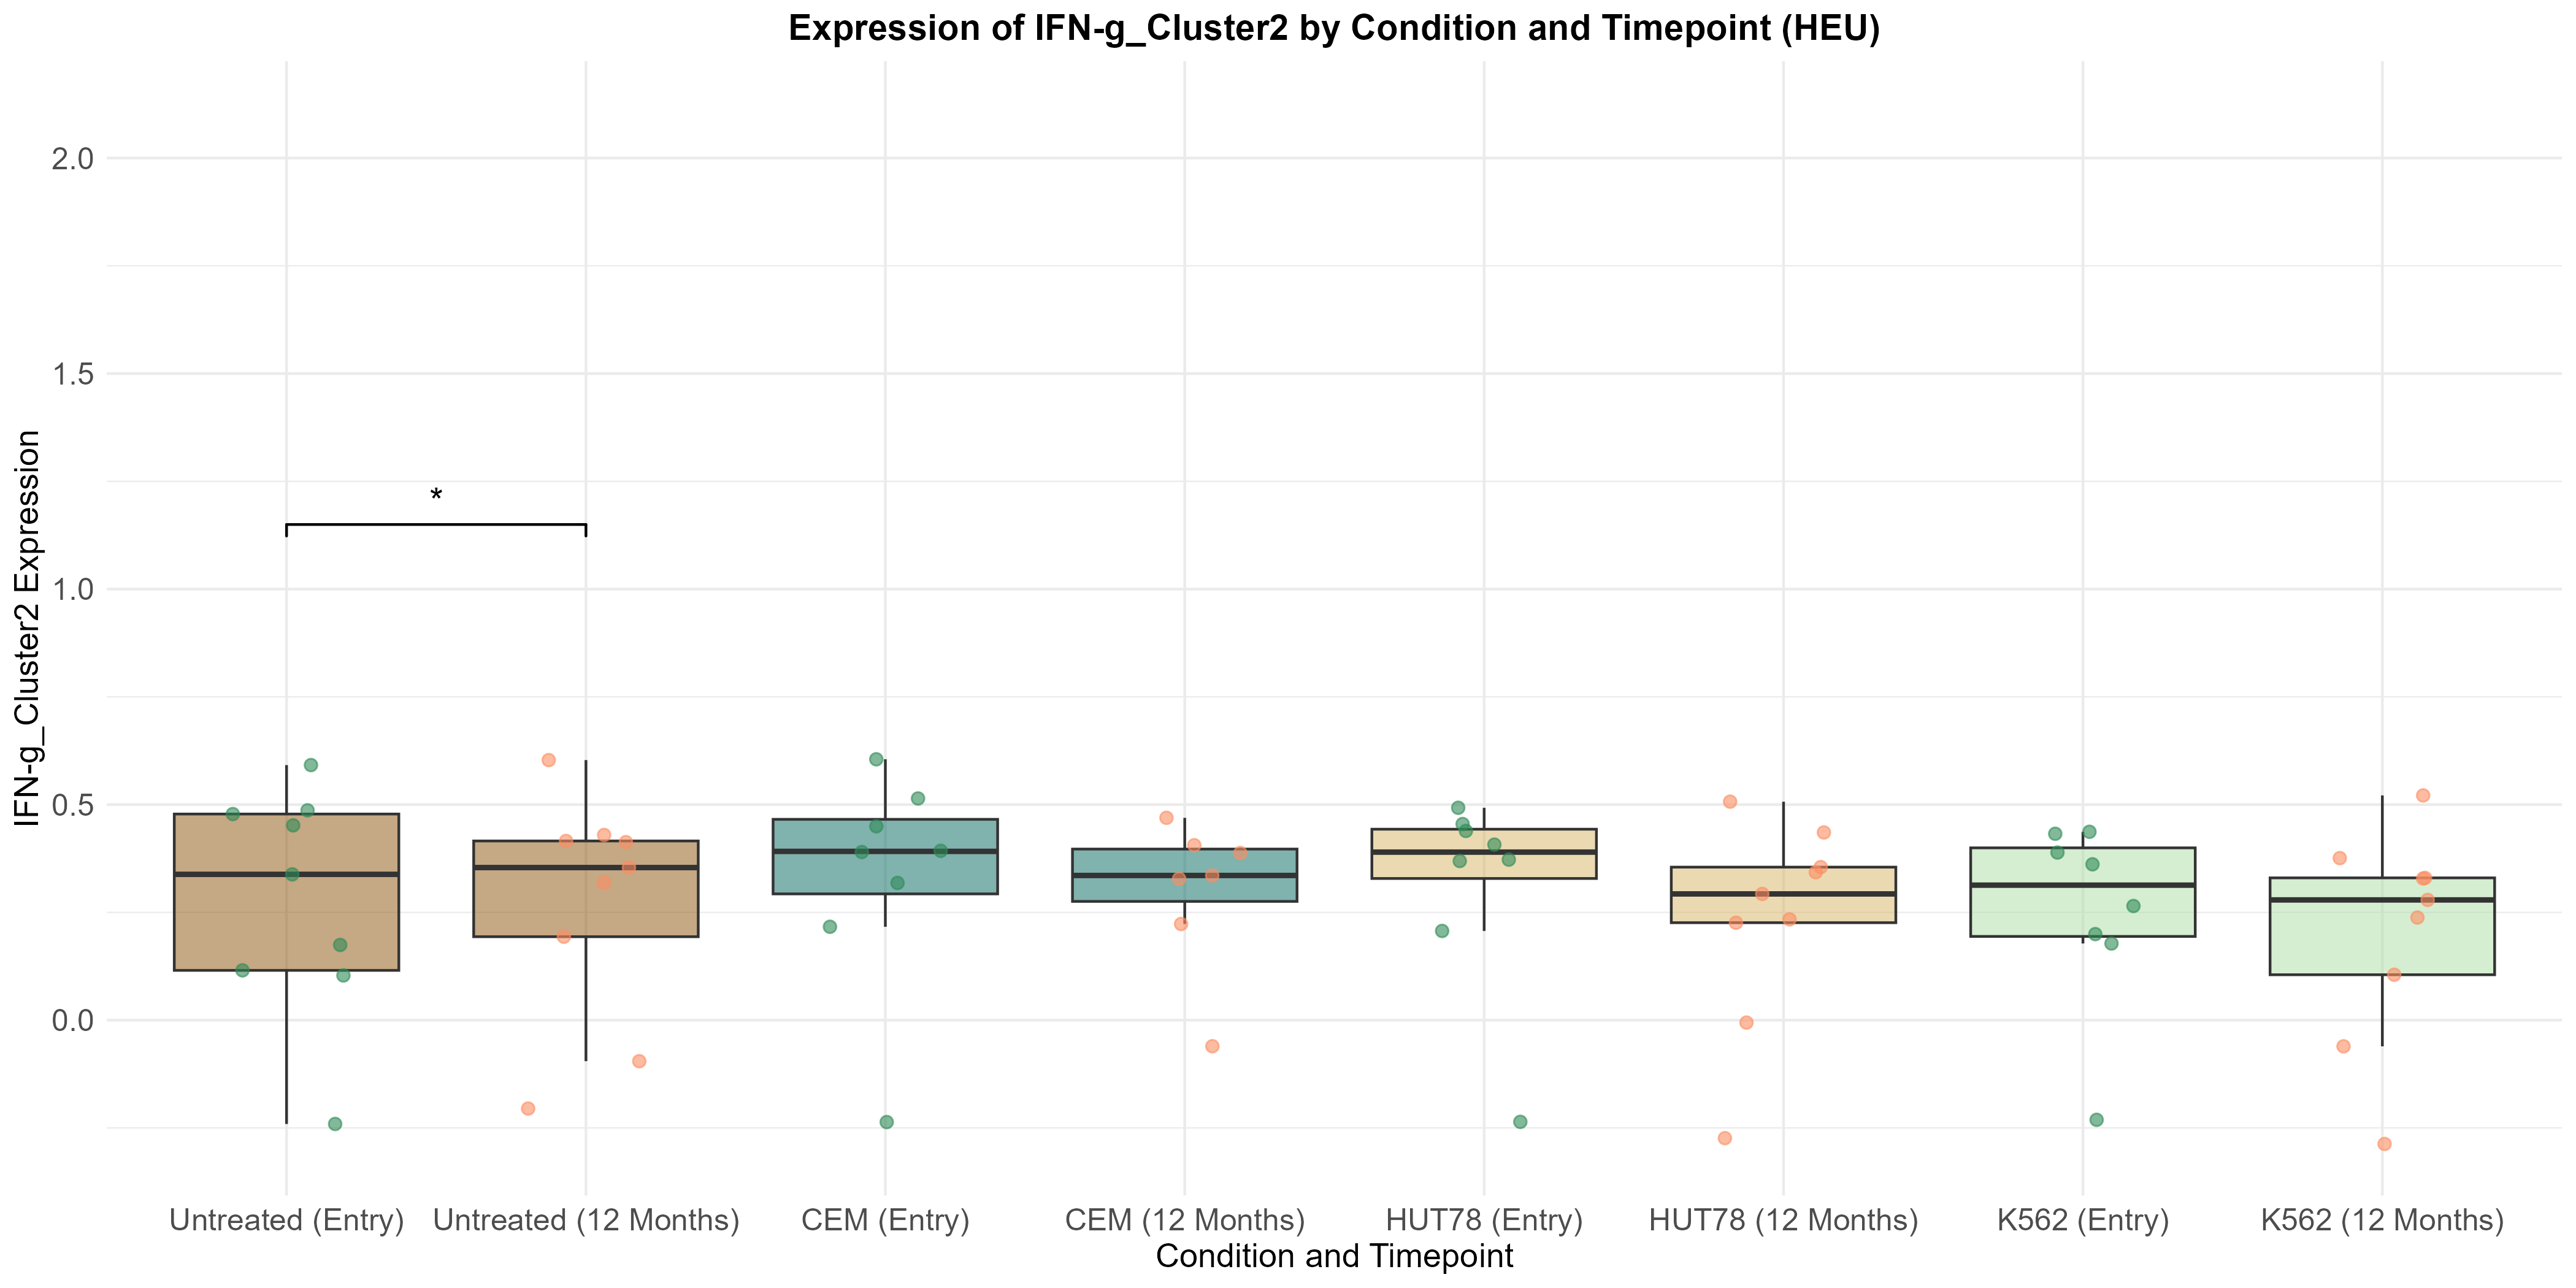 Expression of IFN-g_Cluster2 by Condition and Timepoint (HEU)
IFN-g_Cluster2 Expression
2.0
1.5
1.0
0.5
0.0
*
Untreated (Entry)
Untreated (12 Months)
CEM (Entry)
CEM (12 Months)
HUT78 (Entry)
HUT78 (12 Months)
K562 (Entry)
K562 (12 Months)
Condition and Timepoint